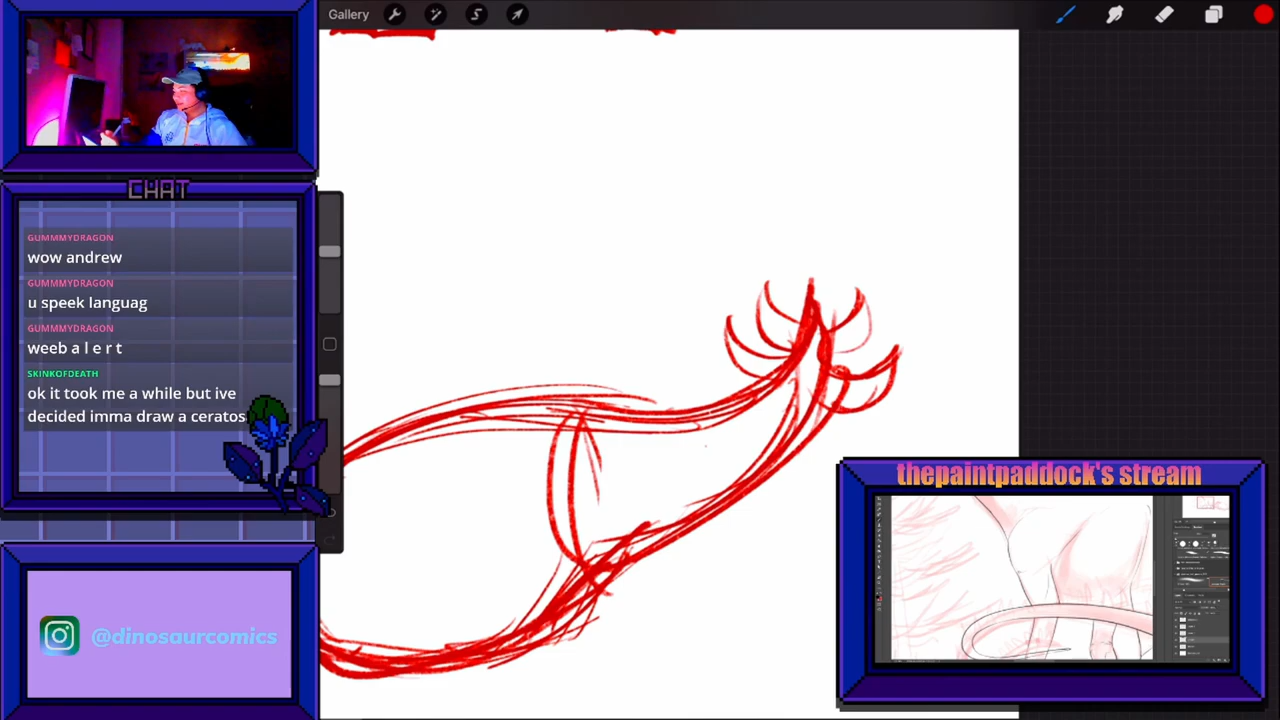 Gallery
CHAT
GUMMMYDRAGON
wow andrew
GUMMMYDRAGON
u speek languag
GUMMMYDRAGON
weeb a l e r t
SKINKOFDEATH
ok it took me a while but ive
decided imma draw a ceratos
@dinosaurcomics
thepaintpaddock's stream